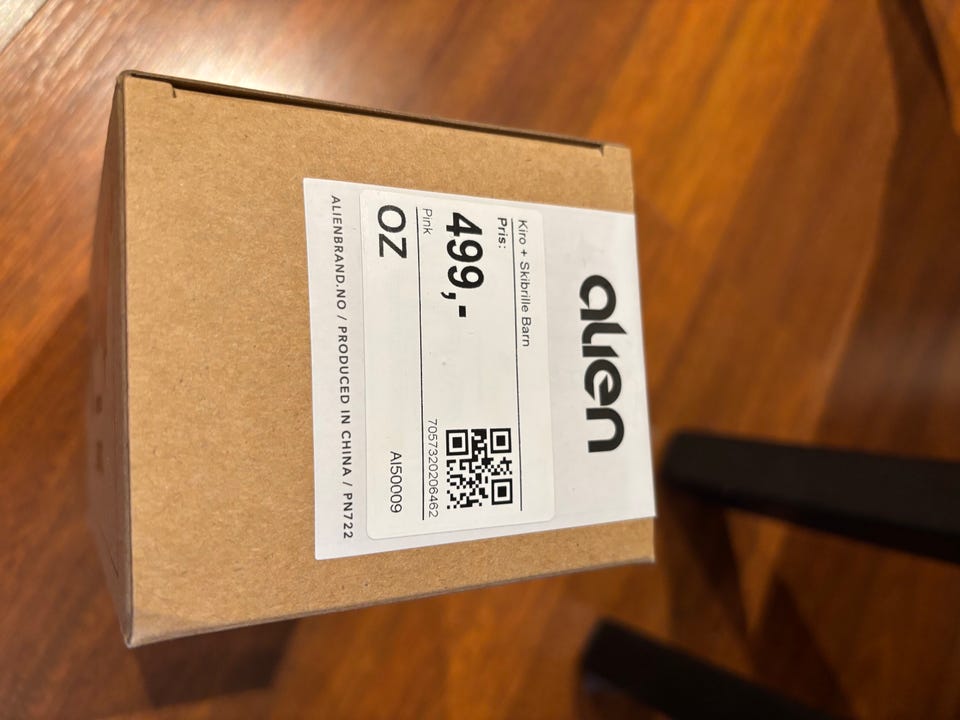 alien
Kiro + Skibrille Barn
Pris:
499,-
7057320206462
Pink
OZ
AI50009
ALIENBRAND.NO / PRODUCED IN CHINA / PN722